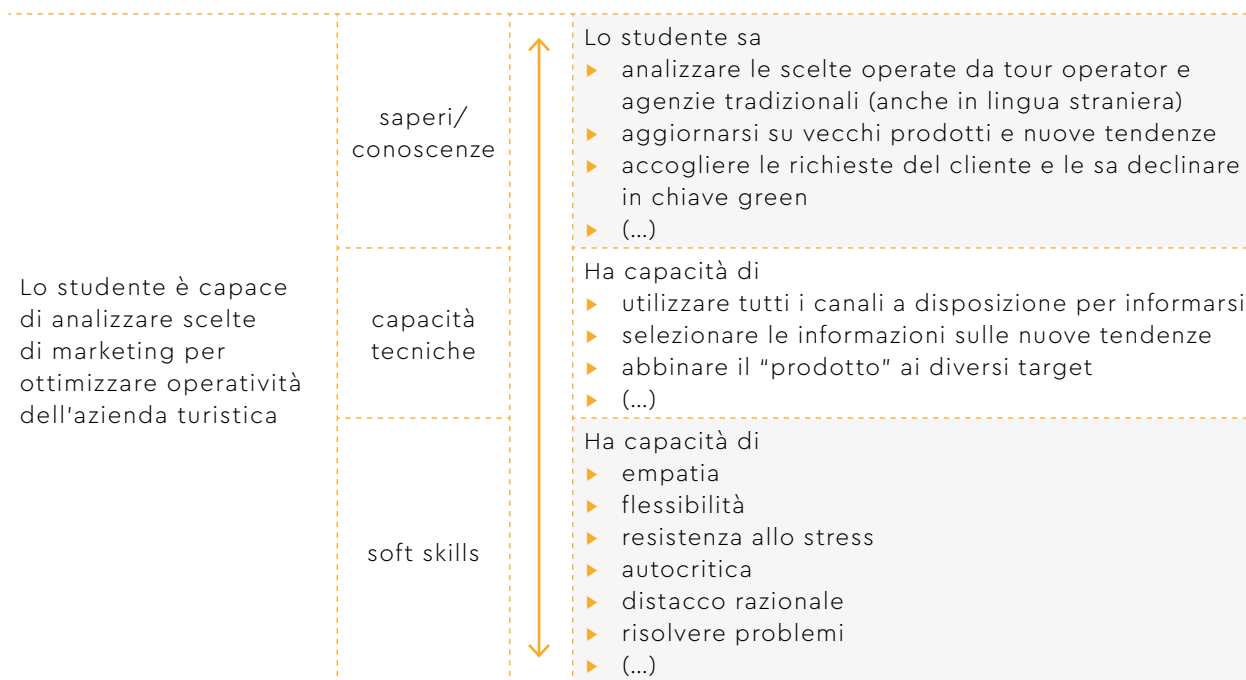 Lo studente è capace
di analizzare scelte
di marketing per
ottimizzare operatività
dell'azienda turistica
saperi/
conoscenze
Lo studente sa
▸ analizzare le scelte operate da tour operator e
agenzie tradizionali (anche in lingua straniera)
▸ aggiornarsi su vecchi prodotti e nuove tendenze
▸ accogliere le richieste del cliente e le sa declinare
in chiave green
▸ (...)
capacità
tecniche
Ha capacità di
▸ utilizzare tutti i canali a disposizione per informarsi
▸ selezionare le informazioni sulle nuove tendenze
▸ abbinare il “prodotto” ai diversi target
▸ (...)
soft skills
Ha capacità di
▸ empatia
▸ flessibilità
▸ resistenza allo stress
▸ autocritica
▸ distacco razionale
▸ risolvere problemi
▸ (...)